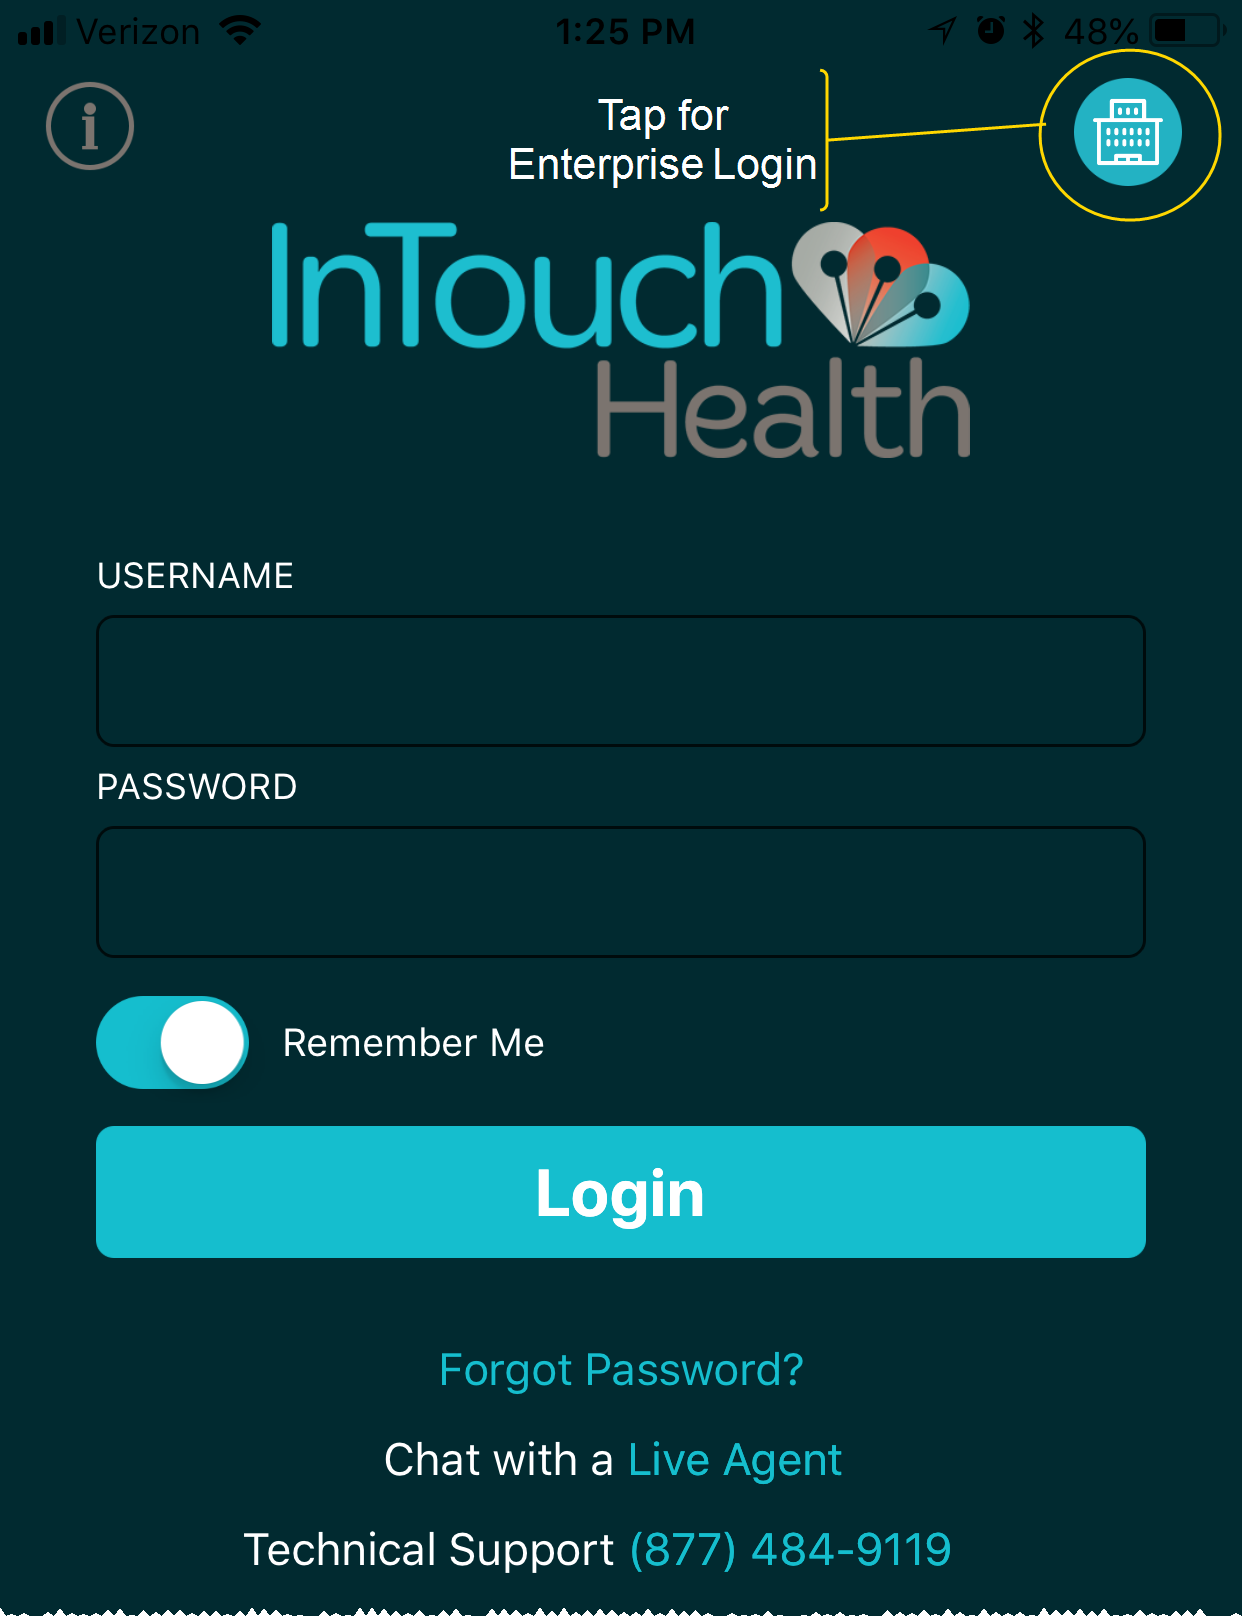 Verizon 1:25 PM 48%
i
Tap for
Enterprise Login
InTouch
Health
USERNAME
PASSWORD
Remember Me
Login
Forgot Password?
Chat with a Live Agent
Technical Support (877) 484-9119